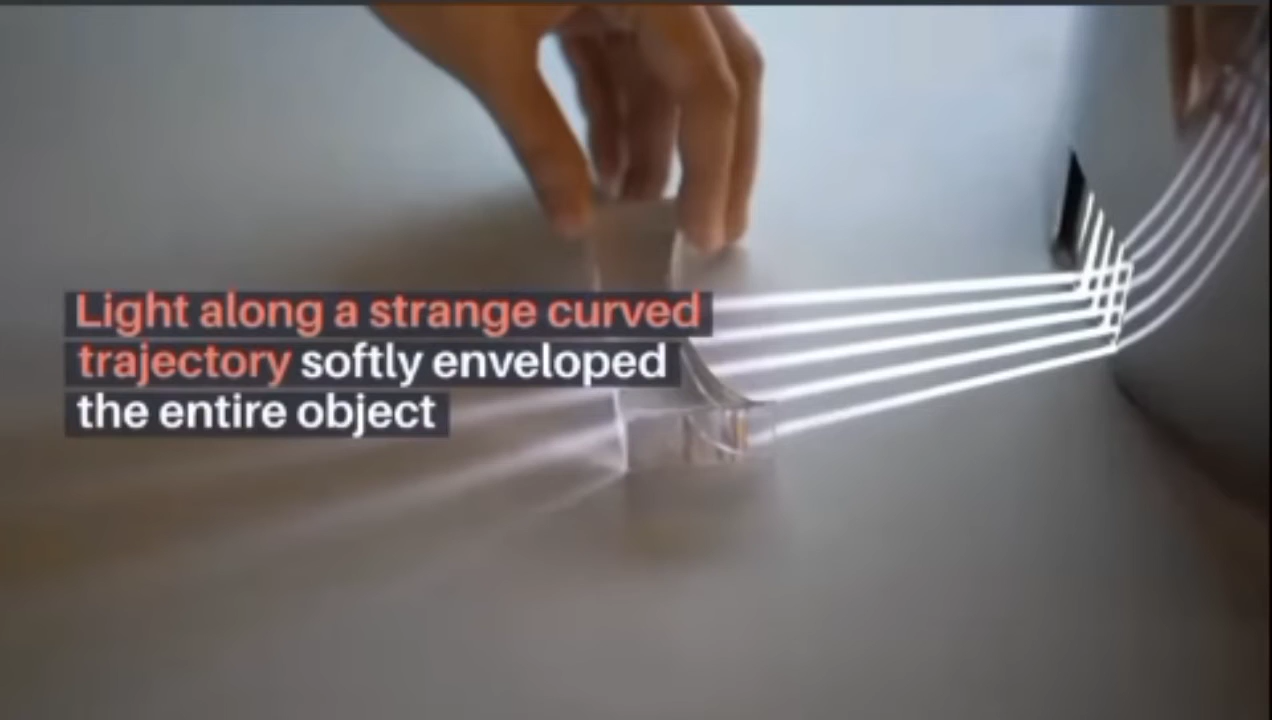 Light along a strange curved
trajectory softly enveloped
the entire object